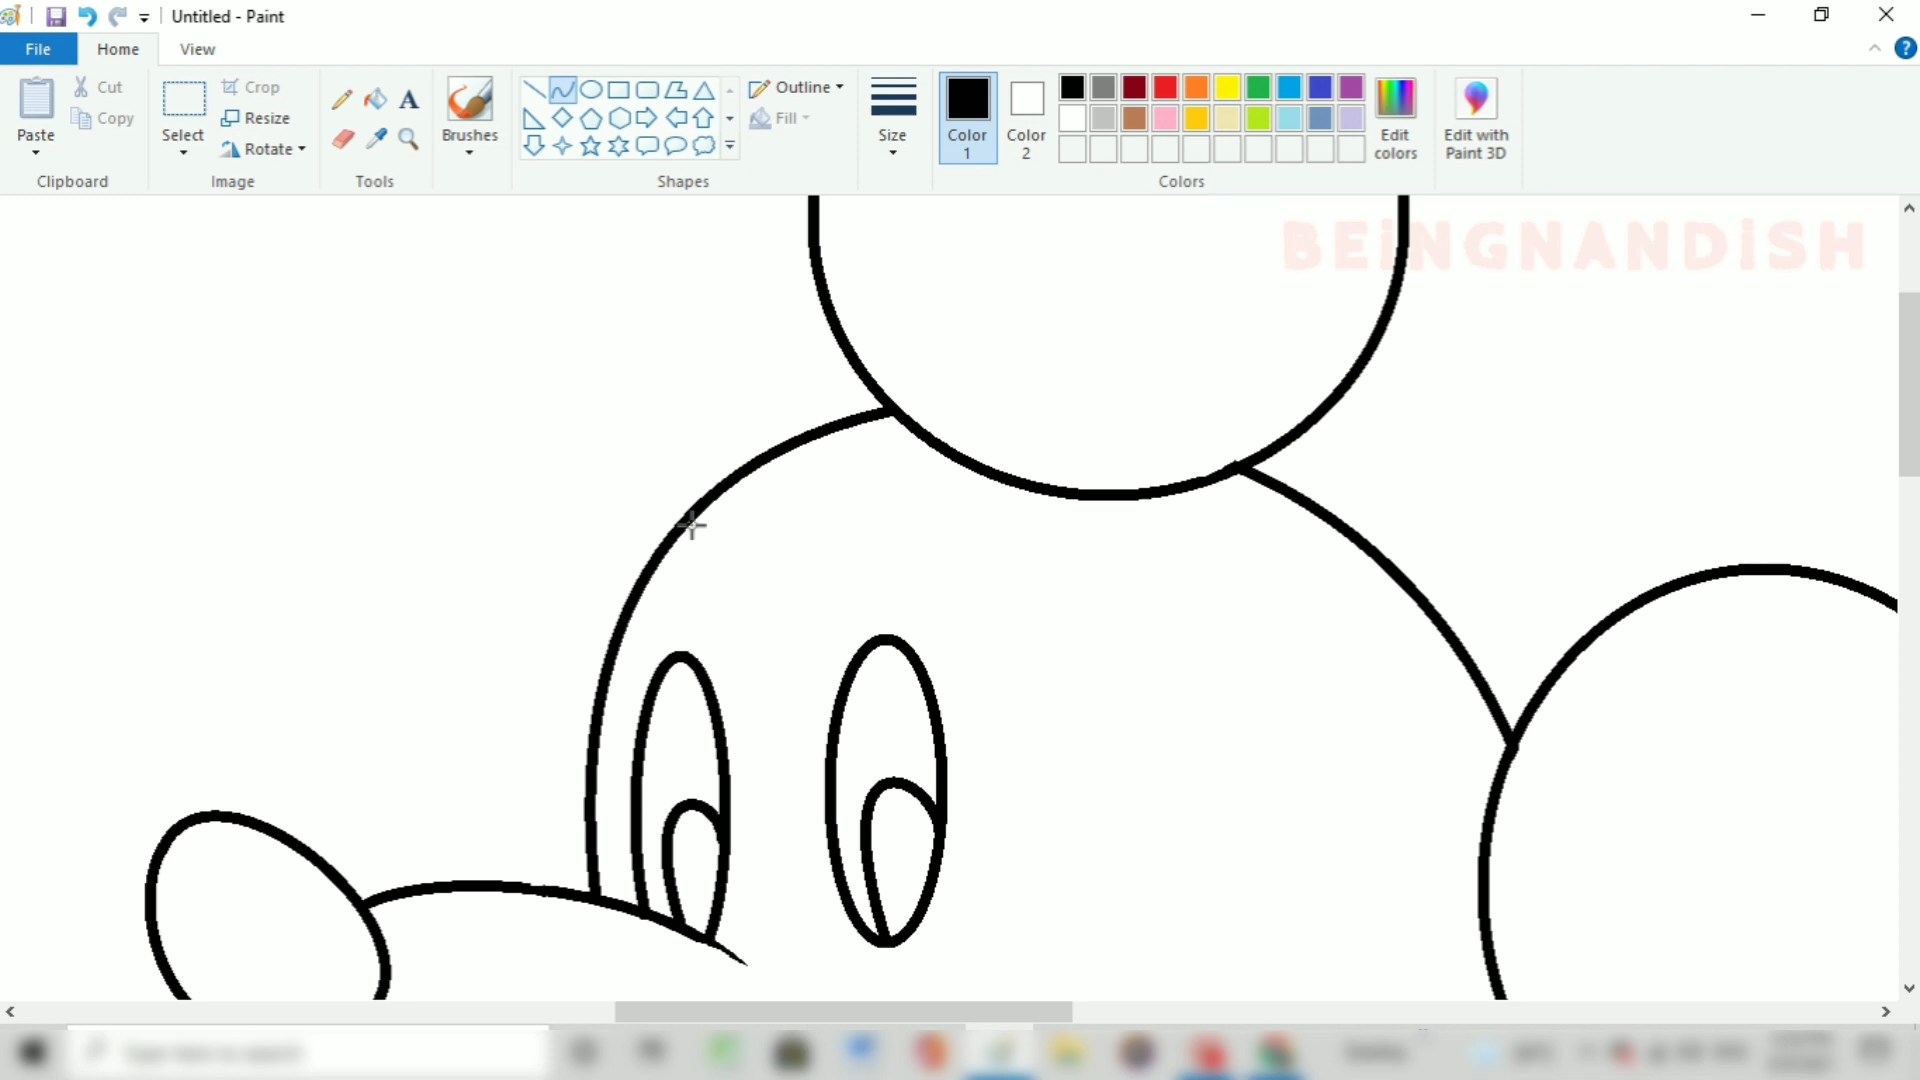 Untitled - Paint
File Home View
Paste
Cut
Copy
Clipboard
Select
Crop
Resize
Rotate
Image
Tools
Brushes
Shapes
Outline
Fill
Size
Color 1
Color 2
Colors
Edit colors
Edit with Paint 3D
BEiNGNANDiSH